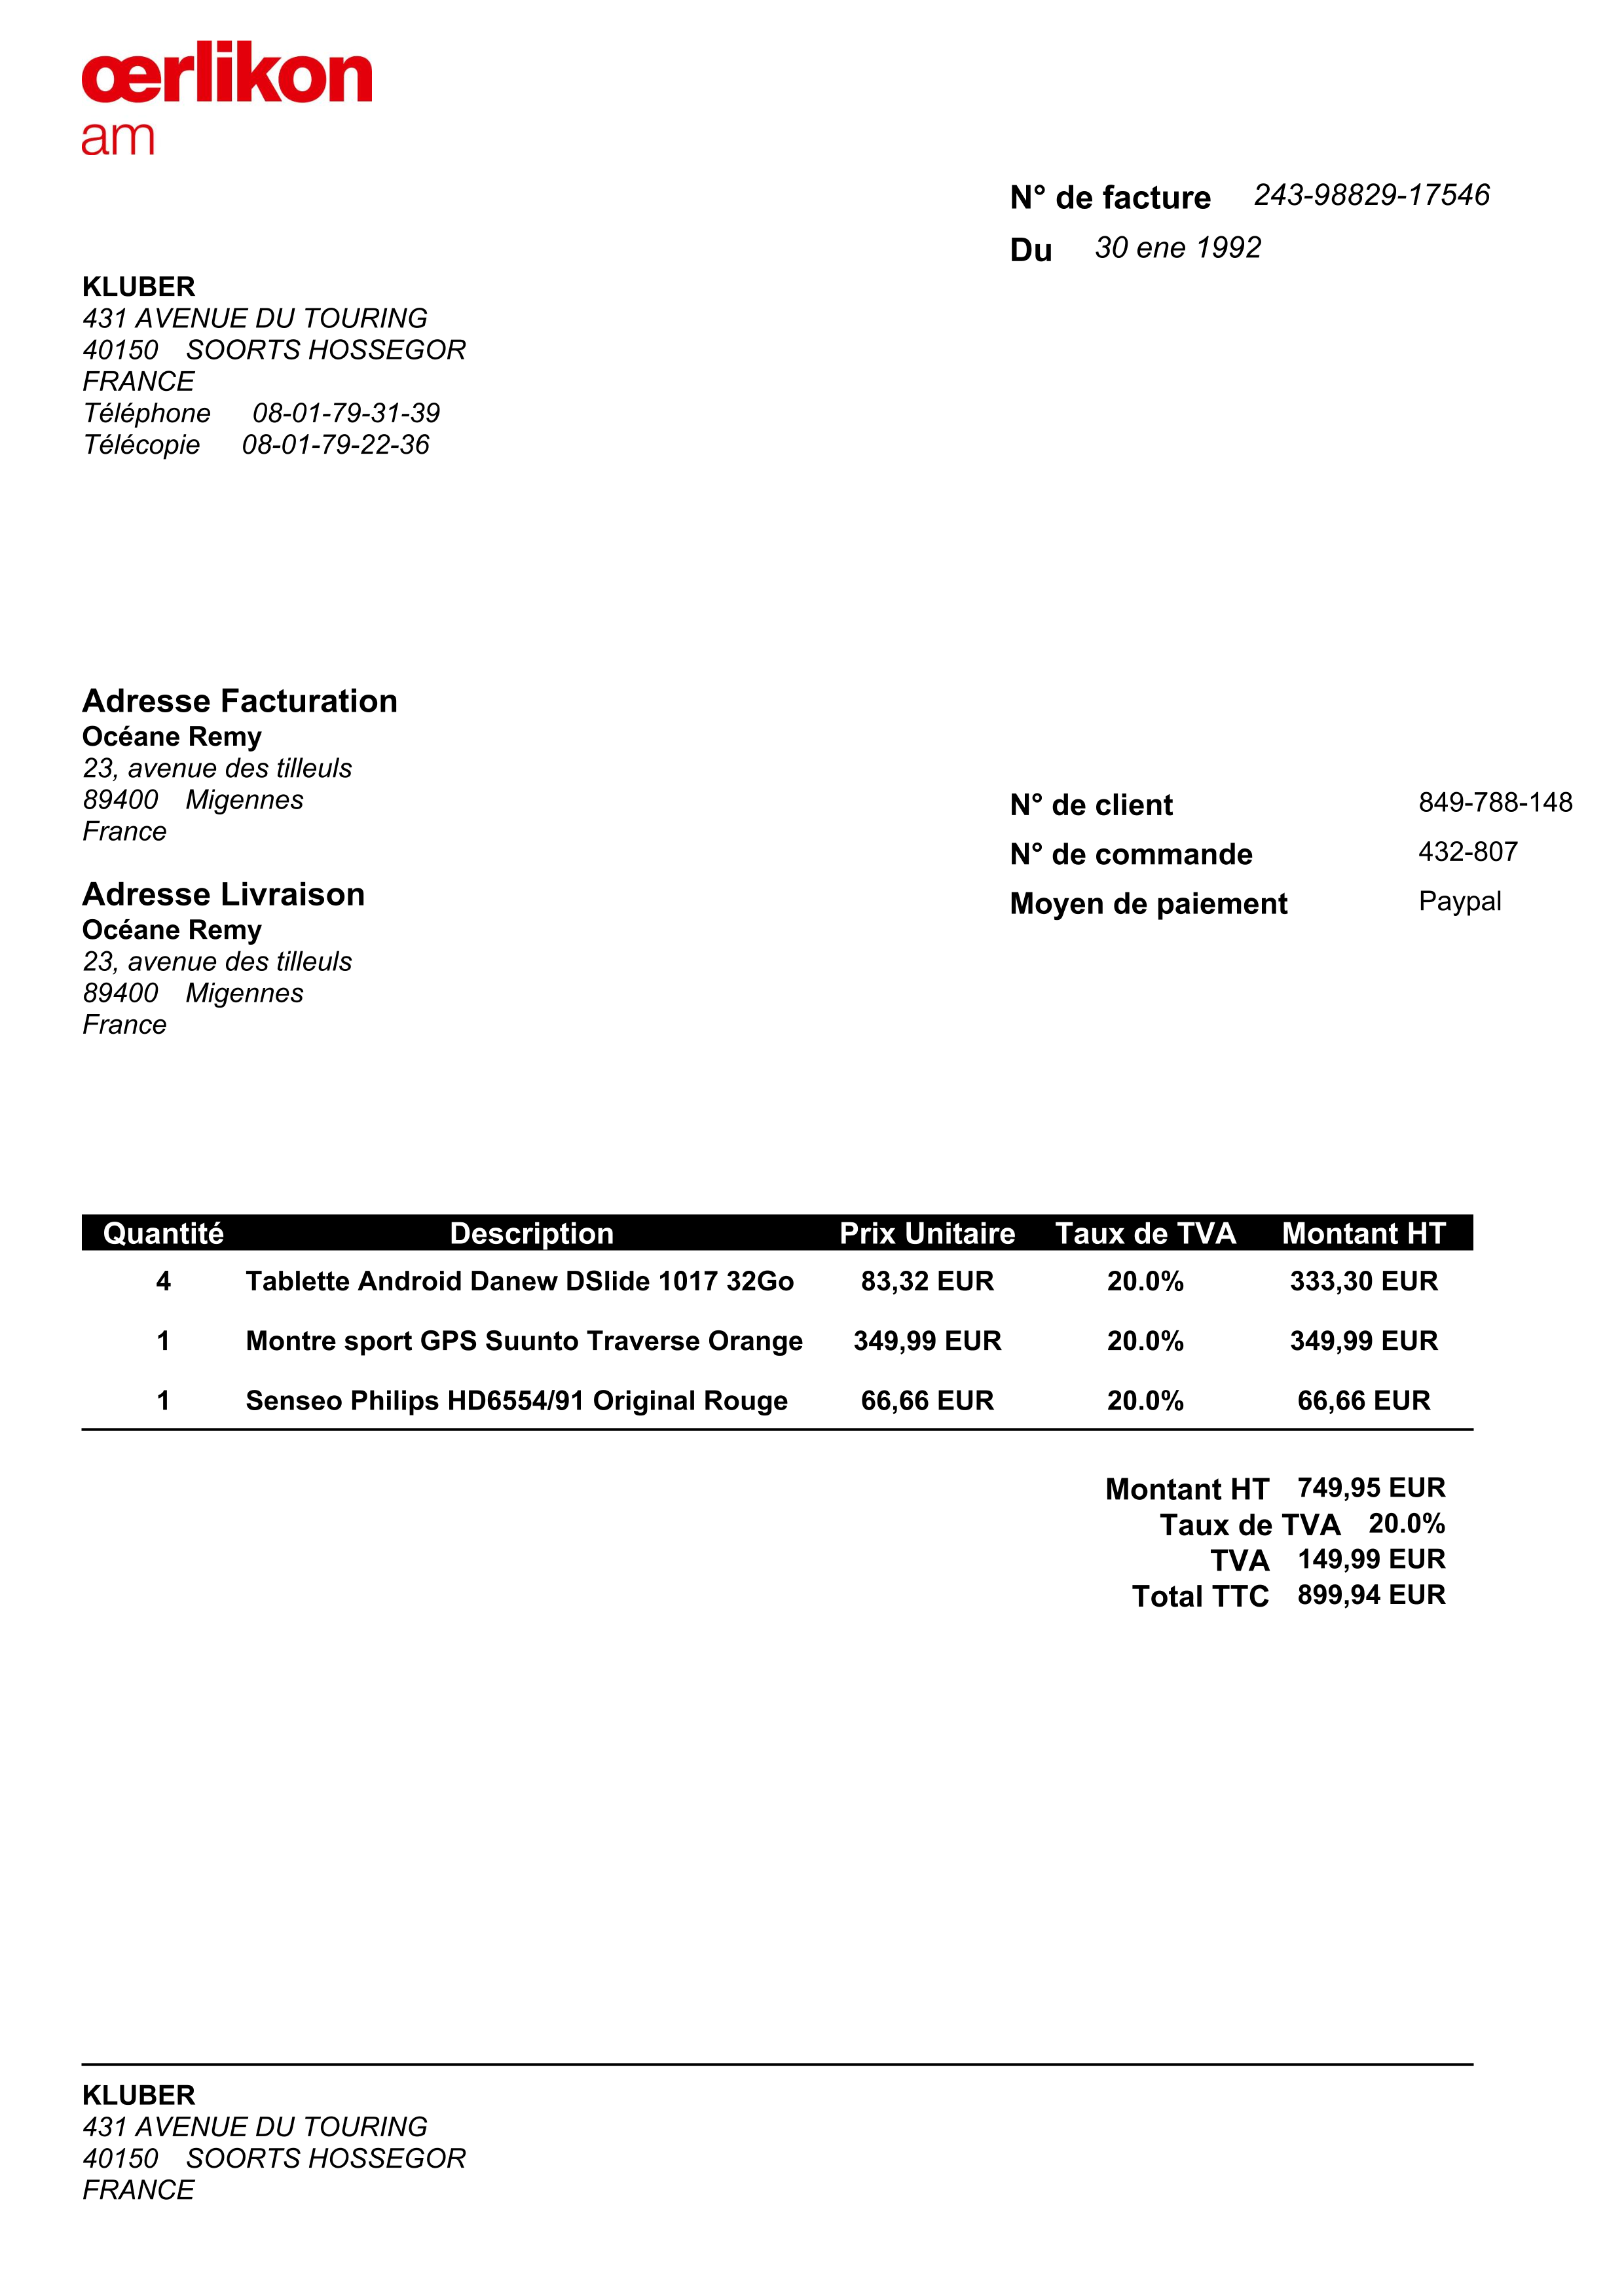 œrlikon
am
N° de facture 243-98829-17546
Du 30 ene 1992
KLUBER
431 AVENUE DU TOURING
40150 SOORTS HOSSEGOR
FRANCE
Téléphone 08-01-79-31-39
Télécopie 08-01-79-22-36
Adresse Facturation
Océane Remy
23, avenue des tilleuls
89400 Migennes
France
N° de client 849-788-148
N° de commande 432-807
Moyen de paiement Paypal
Adresse Livraison
Océane Remy
23, avenue des tilleuls
89400 Migennes
France
Quantité Description Prix Unitaire Taux de TVA Montant HT
4 Tablette Android Danew DSlide 1017 32Go 83,32 EUR 20.0% 333,30 EUR
1 Montre sport GPS Suunto Traverse Orange 349,99 EUR 20.0% 349,99 EUR
1 Senseo Philips HD6554/91 Original Rouge 66,66 EUR 20.0% 66,66 EUR
Montant HT 749,95 EUR
Taux de TVA 20.0%
TVA 149,99 EUR
Total TTC 899,94 EUR
KLUBER
431 AVENUE DU TOURING
40150 SOORTS HOSSEGOR
FRANCE